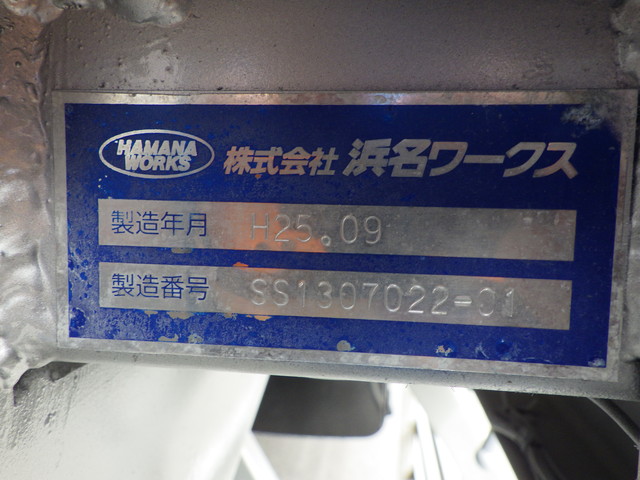 HAMANA WORKS 株式会社 浜名ワークス
製造年月 H25.09
製造番号 SS1307022-01